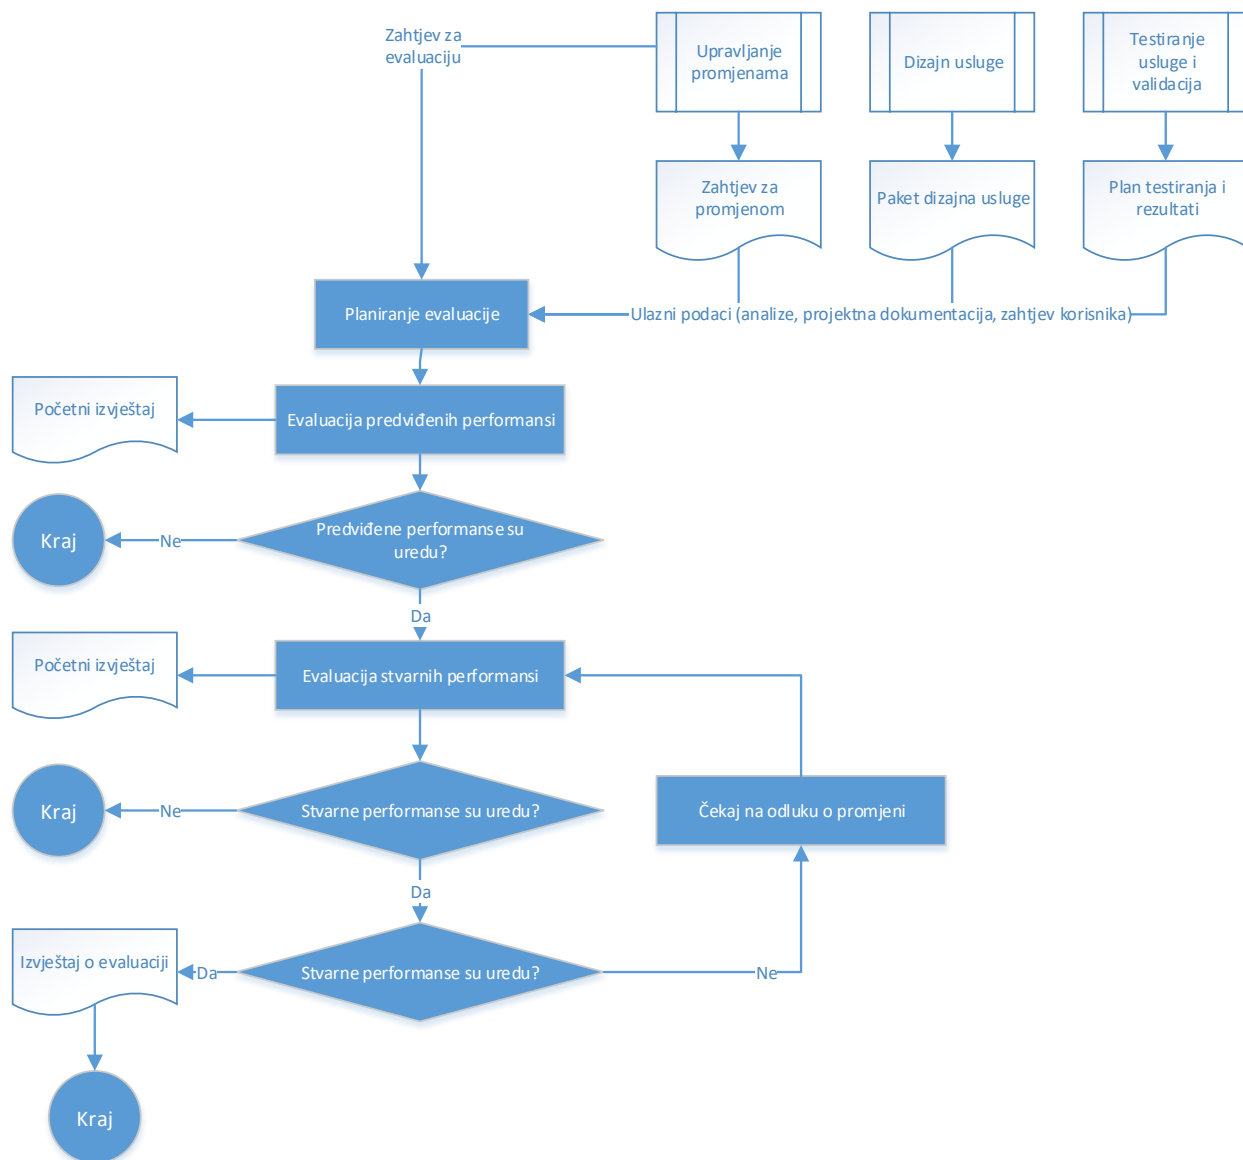 Zahtjev za
evaluaciju
Upravljanje
promjenama
Dizajn usluge
Testiranje
usluge i
validacija
Zahtjev za
promjenom
Paket dizajna usluge
Plan testiranja i
rezultati
Planiranje evaluacije
Ulazni podaci (analize, projektna dokumentacija, zahtjev korisnika)
Početni izvještaj
Evaluacija predviđenih performansi
Kraj
Ne
Predviđene performanse su
uredu?
Da
Početni izvještaj
Evaluacija stvarnih performansi
Kraj
Ne
Stvarne performanse su uredu?
Čekaj na odluku o promjeni
Da
Izvještaj o evaluaciji
Da
Stvarne performanse su uredu?
Ne
Kraj